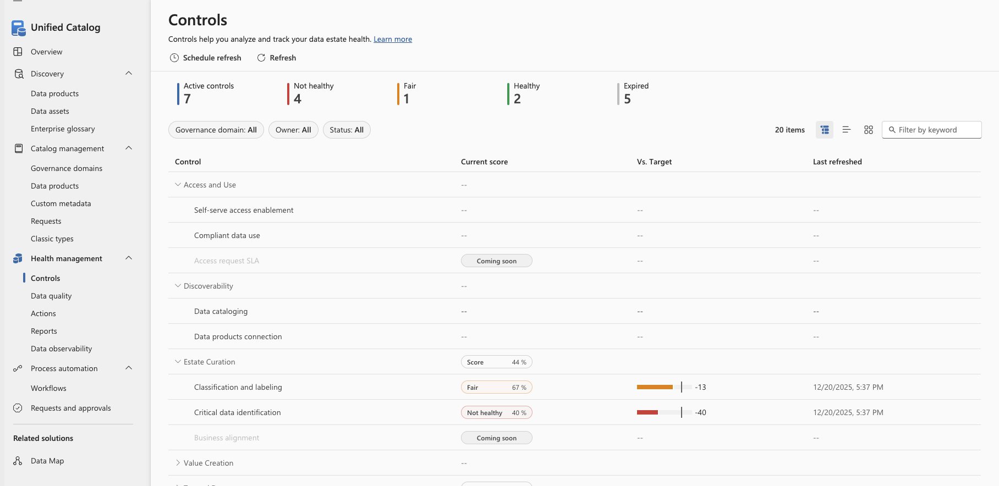 Unified Catalog
Overview
Discovery
Data products
Data assets
Enterprise glossary
Catalog management
Governance domains
Data products
Custom metadata
Requests
Classic types
Health management
Controls
Data quality
Actions
Reports
Data observability
Process automation
Workflows
Requests and approvals
Related solutions
Data Map
Controls
Controls help you analyze and track your data estate health. Learn more
Schedule refresh Refresh
Active controls 7
Not healthy 4
Fair 1
Healthy 2
Expired 5
Governance domain: All Owner: All Status: All 20 items Filter by keyword
Control Current score Vs. Target Last refreshed
Access and Use --
Self-serve access enablement -- -- --
Compliant data use -- -- --
Access request SLA Coming soon -- --
Discoverability --
Data cataloging -- -- --
Data products connection -- -- --
Estate Curation Score 44 %
Classification and labeling Fair 67 % -13 12/20/2025, 5:37 PM
Critical data identification Not healthy 40 % -40 12/20/2025, 5:37 PM
Business alignment Coming soon -- --
Value Creation --